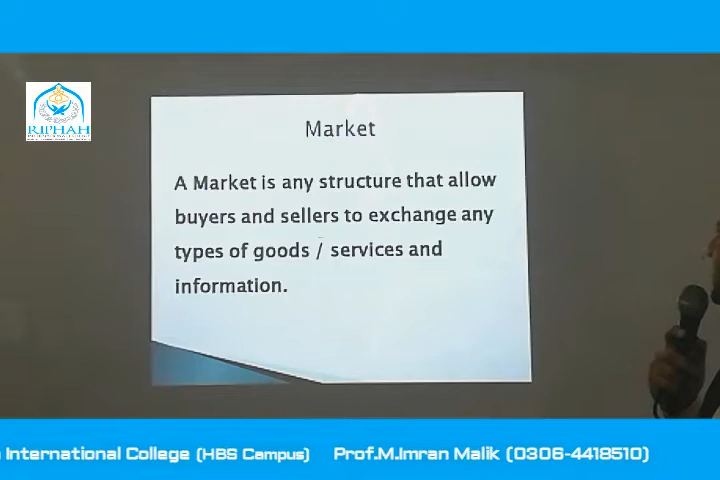 RIPHAH
Market
A Market is any structure that allow
buyers and sellers to exchange any
types of goods / services and
information.
International College (HBS Campus) Prof.M.Imran Malik (0306-4418510)